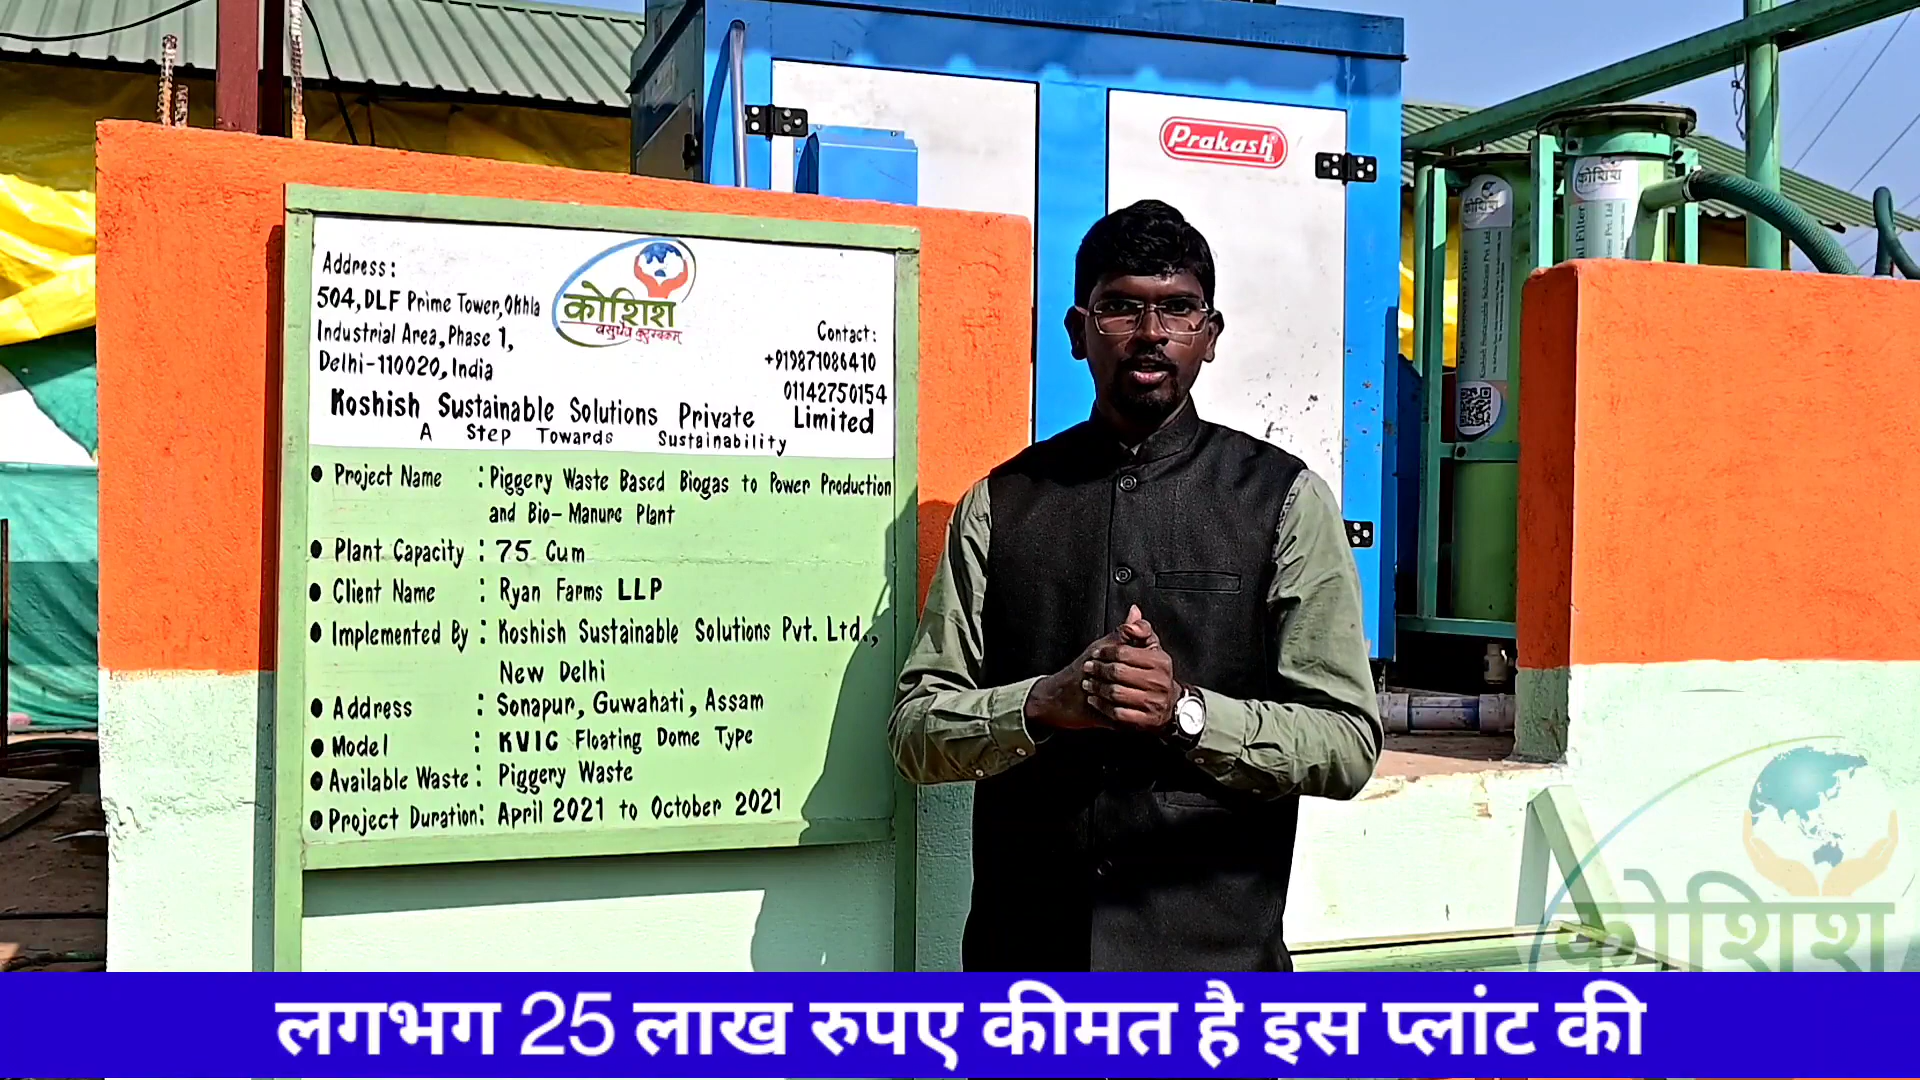 Prakash
Address:
504, DLF Prime Tower, Okhla
Industrial Area, Phase 1,
Delhi-110020, India
कोशिश
वसुधैव कुटुम्बकम्
Contact:
+919871086410
01142750154
Koshish Sustainable Solutions Private Limited
A Step Towards Sustainability
● Project Name : Piggery Waste Based Biogas to Power Production
and Bio-Manure Plant
● Plant Capacity : 75 Cum
● Client Name : Ryan Farms LLP
● Implemented By : Koshish Sustainable Solutions Pvt. Ltd.,
New Delhi
● Address : Sonapur, Guwahati, Assam
● Model : KVIC Floating Dome Type
● Available Waste : Piggery Waste
● Project Duration : April 2021 to October 2021
कोशिश
कोशिश
कोशिश
लगभग 25 लाख रुपए कीमत है इस प्लांट की